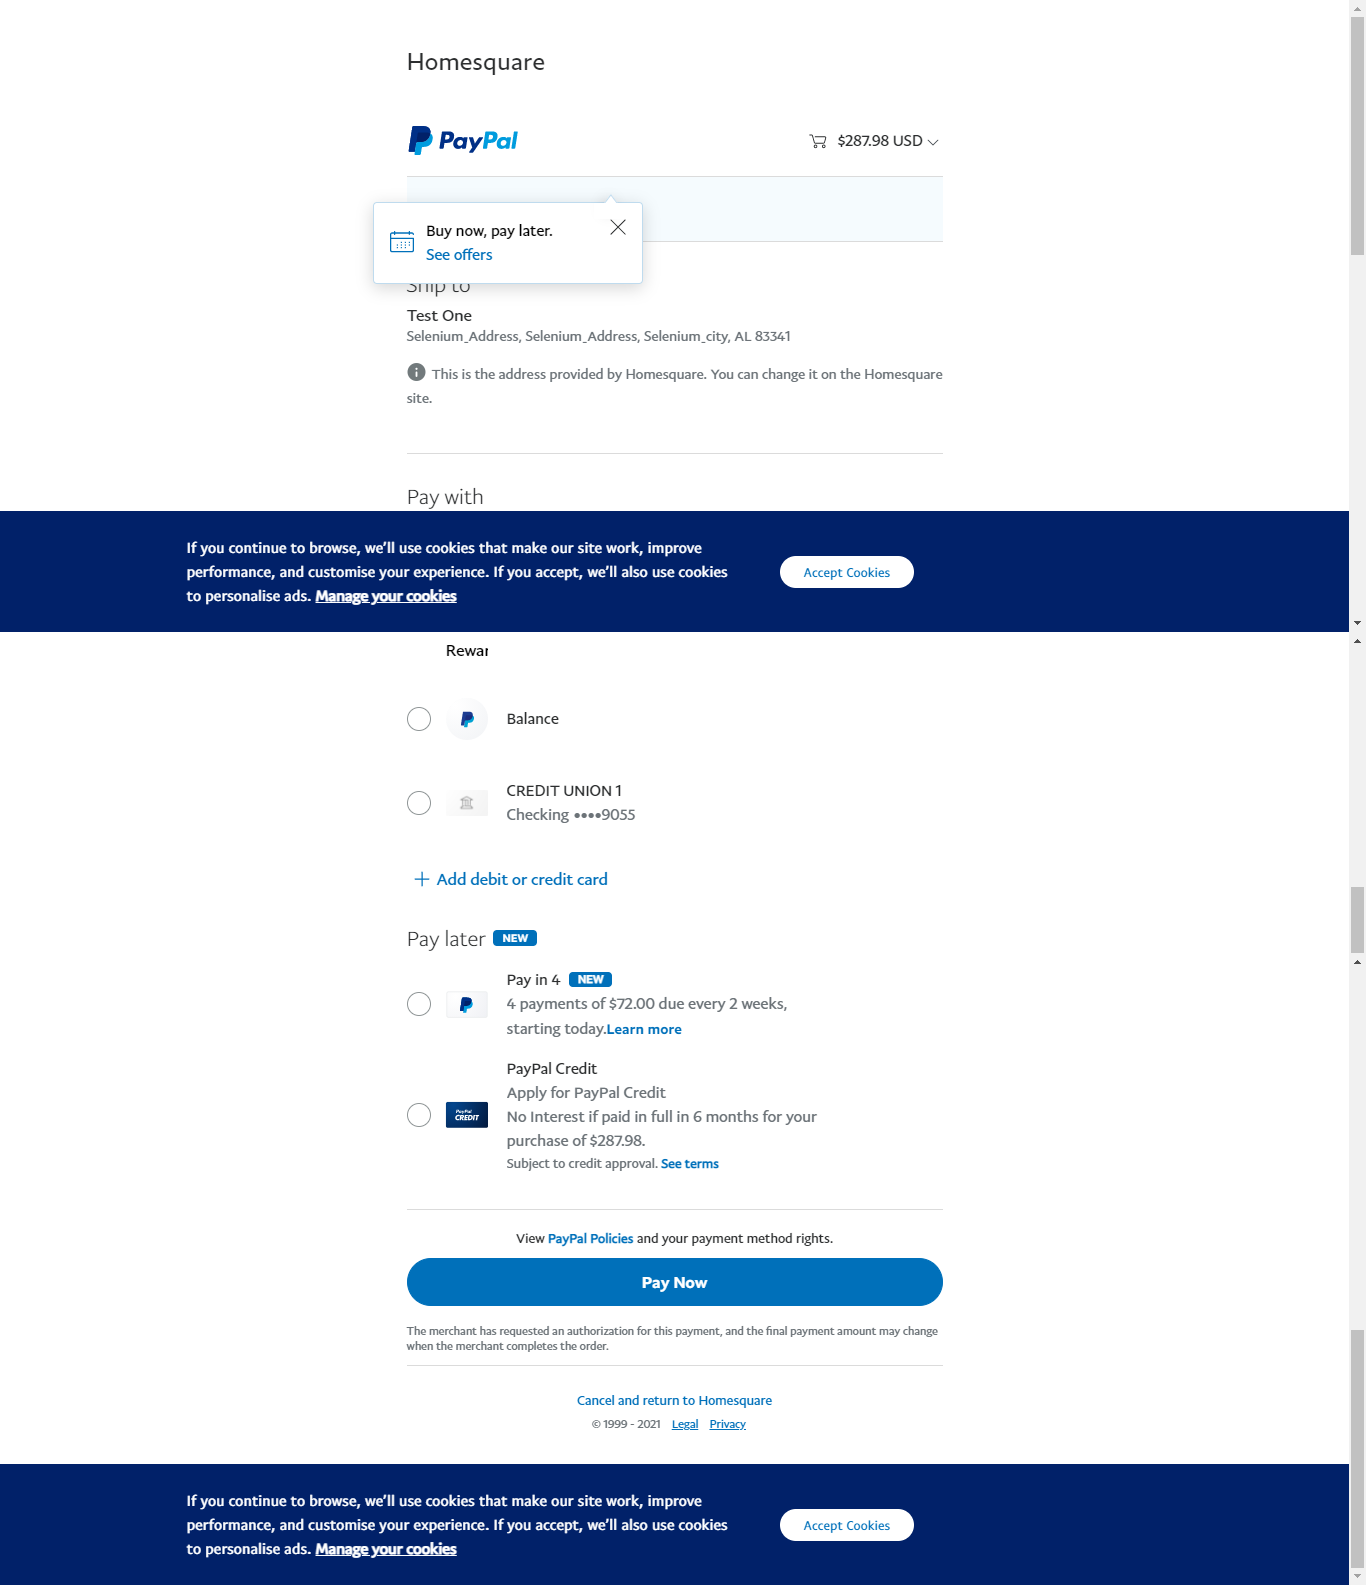 Homesquare
PayPal
$287.98 USD
Buy now, pay later.
See offers
Ship to
Test One
Selenium_Address, Selenium_Address, Selenium_city, AL 83341
This is the address provided by Homesquare. You can change it on the Homesquare
site.
Pay with
If you continue to browse, we'll use cookies that make our site work, improve
performance, and customise your experience. If you accept, we'll also use cookies
to personalise ads. Manage your cookies
Accept Cookies
Rewar
Balance
CREDIT UNION 1
Checking ••••9055
Add debit or credit card
Pay later NEW
Pay in 4 NEW
4 payments of $72.00 due every 2 weeks,
starting today.Learn more
PayPal Credit
PayPal
CREDIT
Apply for PayPal Credit
No Interest if paid in full in 6 months for your
purchase of $287.98.
Subject to credit approval. See terms
View PayPal Policies and your payment method rights.
Pay Now
The merchant has requested an authorization for this payment, and the final payment amount may change
when the merchant completes the order.
Cancel and return to Homesquare
© 1999 - 2021 Legal Privacy
If you continue to browse, we'll use cookies that make our site work, improve
performance, and customise your experience. If you accept, we'll also use cookies
to personalise ads. Manage your cookies
Accept Cookies